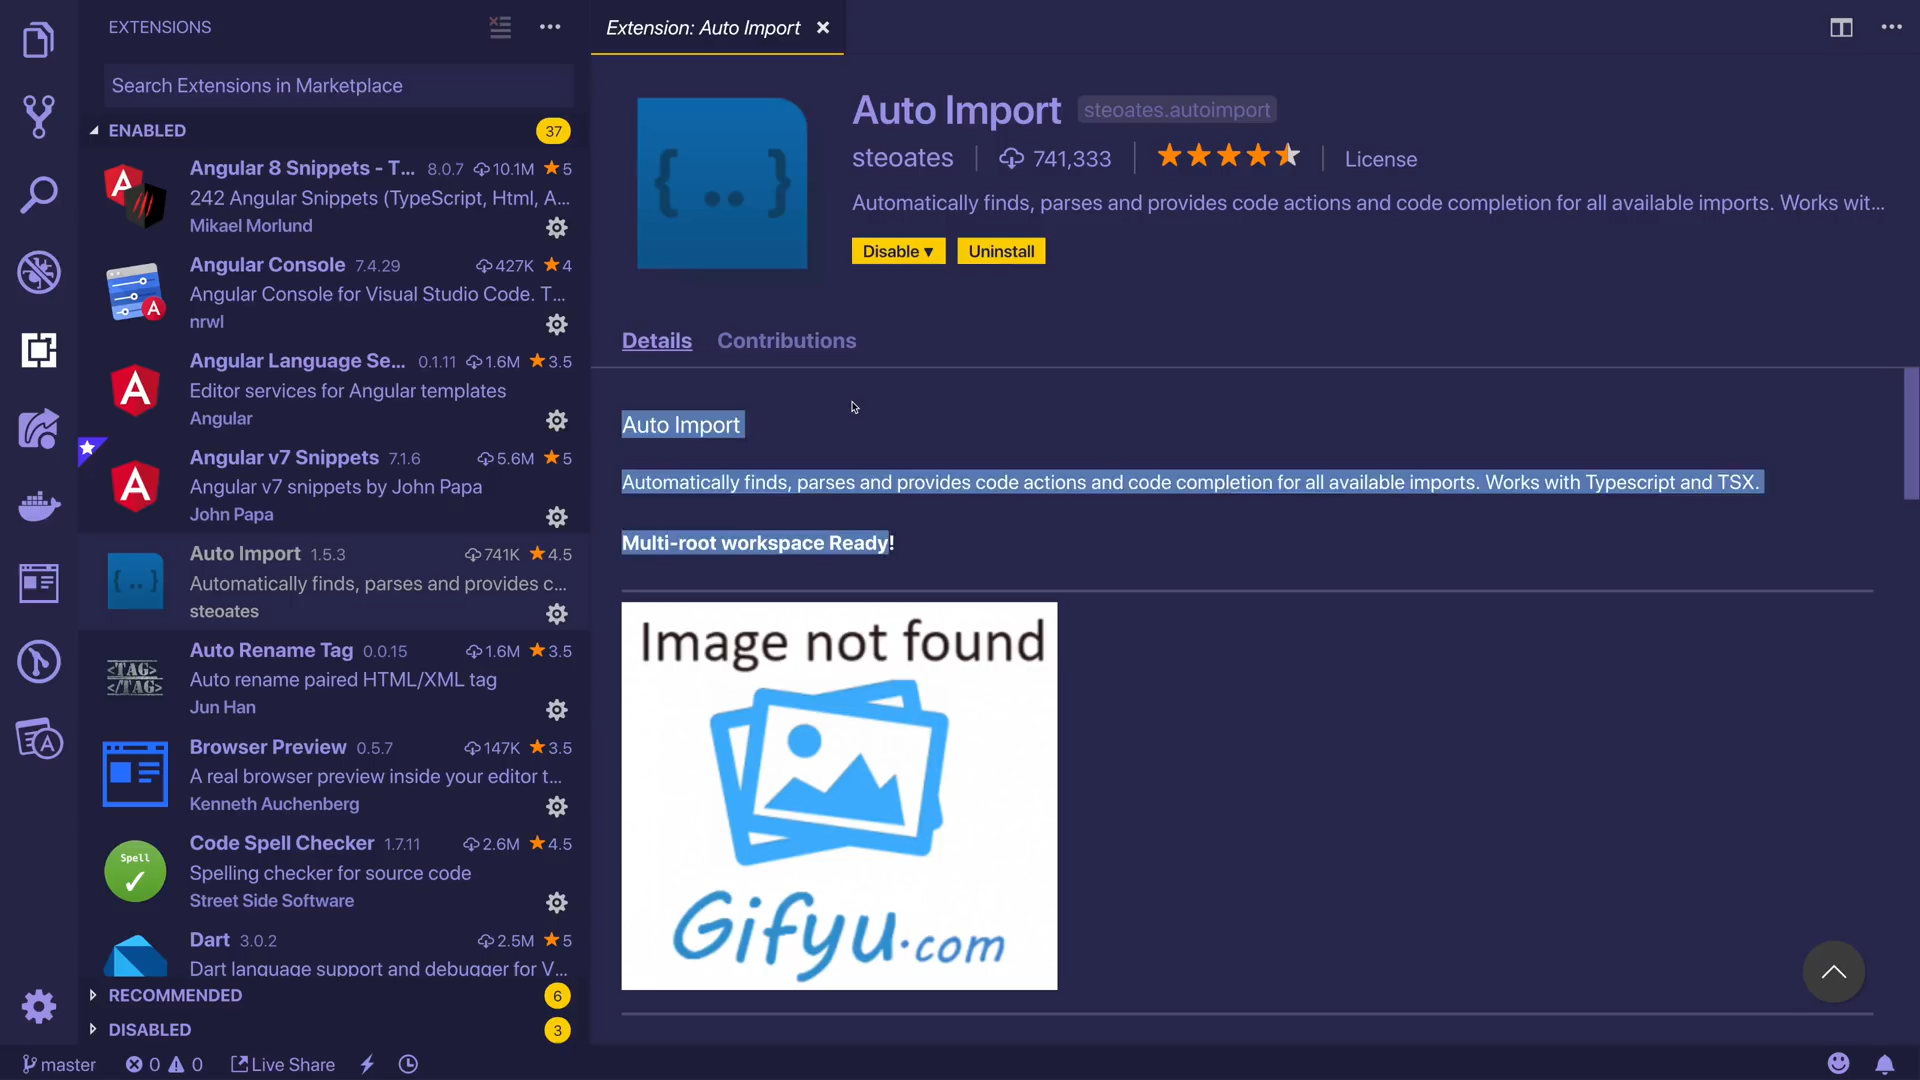 EXTENSIONS
Search Extensions in Marketplace
ENABLED 37
Angular 8 Snippets - T... 8.0.7 10.1M 5
242 Angular Snippets (TypeScript, Html, A...
Mikael Morlund
Angular Console 7.4.29 427K 4
Angular Console for Visual Studio Code. T...
nrwl
Angular Language Se... 0.1.11 1.6M 3.5
Editor services for Angular templates
Angular
Angular v7 Snippets 7.1.6 5.6M 5
Angular v7 snippets by John Papa
John Papa
Auto Import 1.5.3 741K 4.5
Automatically finds, parses and provides c...
steoates
<TAG>
</TAG>
Auto Rename Tag 0.0.15 1.6M 3.5
Auto rename paired HTML/XML tag
Jun Han
Browser Preview 0.5.7 147K 3.5
A real browser preview inside your editor t...
Kenneth Auchenberg
Spell
Code Spell Checker 1.7.11 2.6M 4.5
Spelling checker for source code
Street Side Software
Dart 3.0.2 2.5M 5
Dart language support and debugger for V...
RECOMMENDED 6
DISABLED 3
Extension: Auto Import
{..}
Auto Import steoates.autoimport
steoates 741,333 License
Automatically finds, parses and provides code actions and code completion for all available imports. Works wit...
Disable ▾ Uninstall
Details Contributions
Auto Import
Automatically finds, parses and provides code actions and code completion for all available imports. Works with Typescript and TSX.
Multi-root workspace Ready!
Image not found
Gifyu.com
master 0 0 Live Share